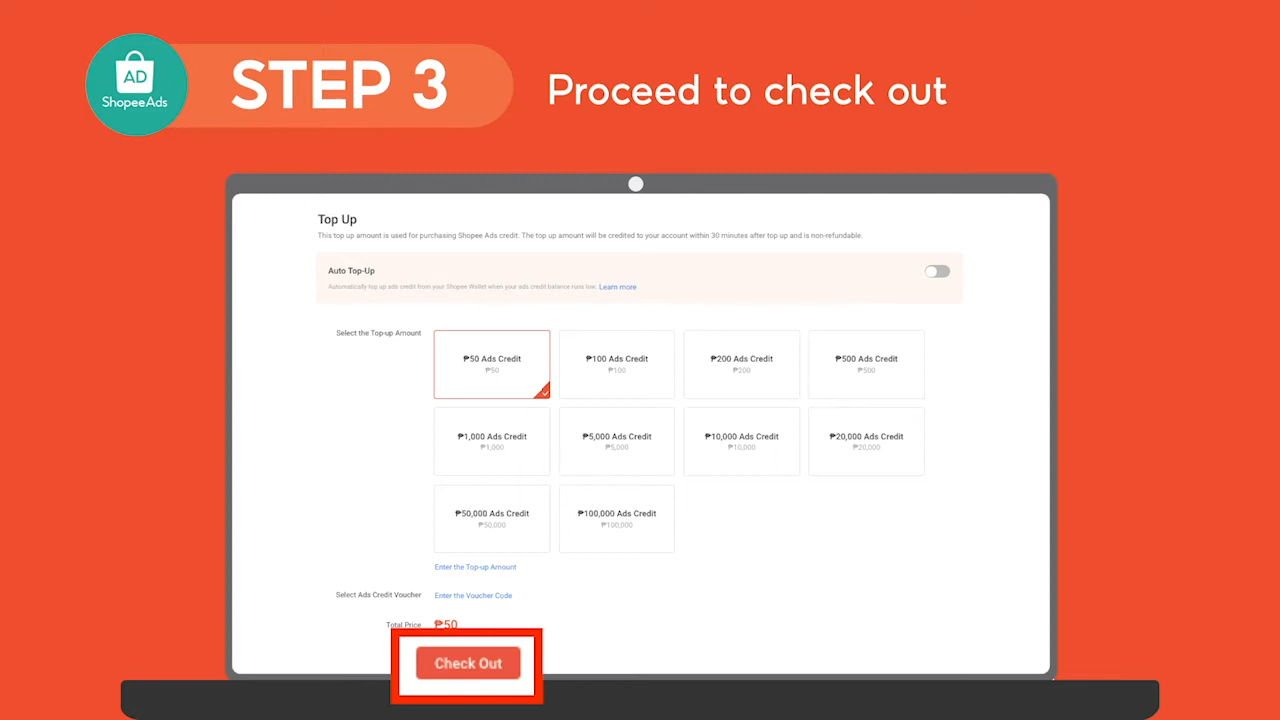 AD
ShopeeAds
STEP 3
Proceed to check out
Top Up
This top up amount is used for purchasing Shopee Ads credit. The top up amount will be credited to your account within 30 minutes after top up and is non-refundable.
Auto Top-Up
Automatically top up ads credit from your Shopee Wallet when your ads credit balance runs low. Learn more
Select the Top-up Amount
₱50 Ads Credit
₱50
₱100 Ads Credit
₱100
₱200 Ads Credit
₱200
₱500 Ads Credit
₱500
₱1,000 Ads Credit
₱1,000
₱5,000 Ads Credit
₱5,000
₱10,000 Ads Credit
₱10,000
₱20,000 Ads Credit
₱20,000
₱50,000 Ads Credit
₱50,000
₱100,000 Ads Credit
₱100,000
Enter the Top-up Amount
Select Ads Credit Voucher Enter the Voucher Code
Total Price ₱50
Check Out